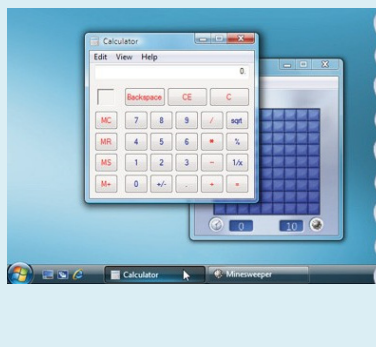 Calculator
Edit View Help
0.
Backspace CE C
MC 7 8 9 / sqrt
MR 4 5 6 * %
MS 1 2 3 - 1/x
M+ 0 +/- . + =
0 10
Calculator Minesweeper